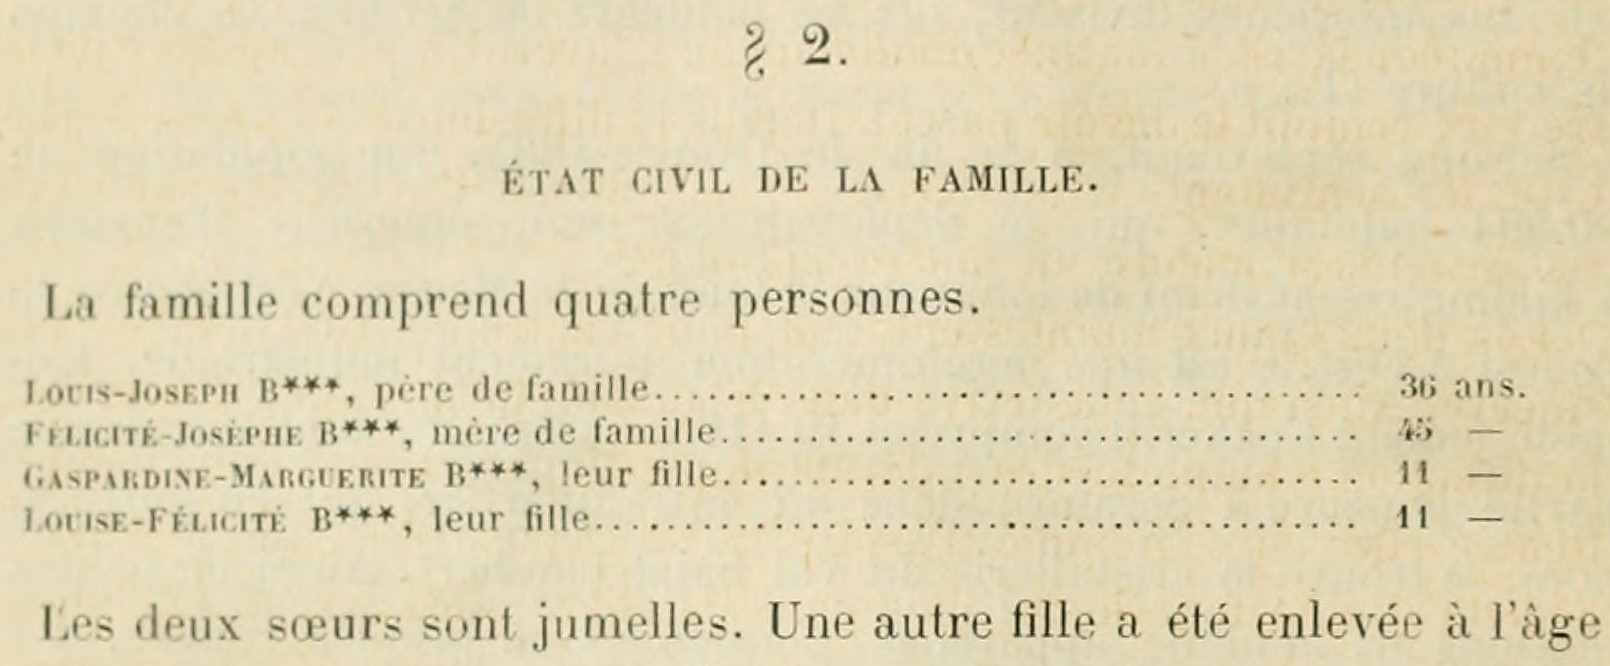 § 2.
ÉTAT CIVIL DE LA FAMILLE.
La famille comprend quatre personnes.
LOUIS-JOSEPH B***, père de famille........................................ 36 ans.
FÉLICITÉ-JOSÈPHE B***, mère de famille.................................... 45 —
GASPARDINE-MARGUERITE B***, leur fille.................................... 11 —
LOUISE-FÉLICITÉ B***, leur fille............................................ 11 —
Les deux sœurs sont jumelles. Une autre fille a été enlevée à l'âge